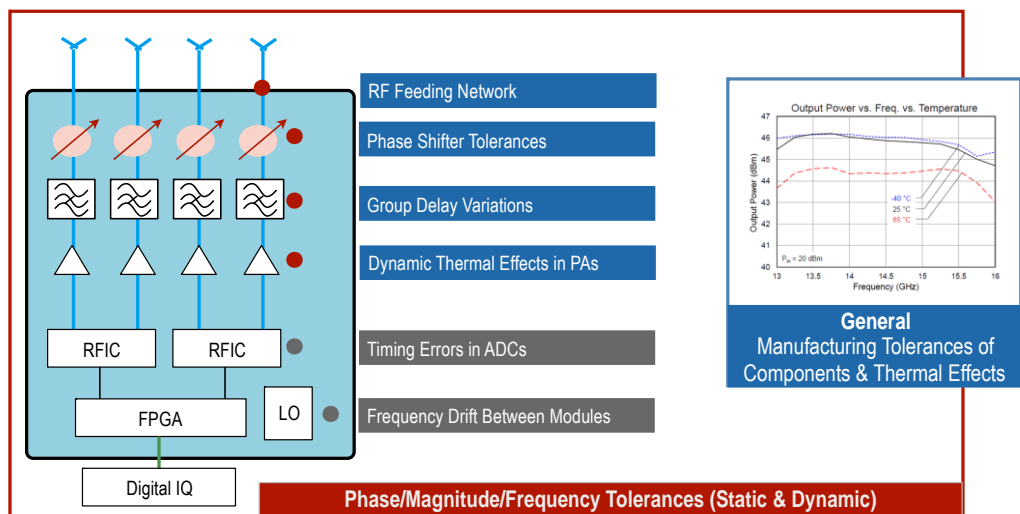 RF Feeding Network
Phase Shifter Tolerances
Group Delay Variations
Dynamic Thermal Effects in PAs
RFIC
RFIC
Timing Errors in ADCs
FPGA
LO
Frequency Drift Between Modules
Digital IQ
Output Power vs. Freq. vs. Temperature
Output Power (dBm)
47
46
45
44
43
42
41
40
-40 °C
25 °C
85 °C
Pin = 20 dBm
13
13.5
14
14.5
15
15.5
16
Frequency (GHz)
General
Manufacturing Tolerances of
Components & Thermal Effects
Phase/Magnitude/Frequency Tolerances (Static & Dynamic)